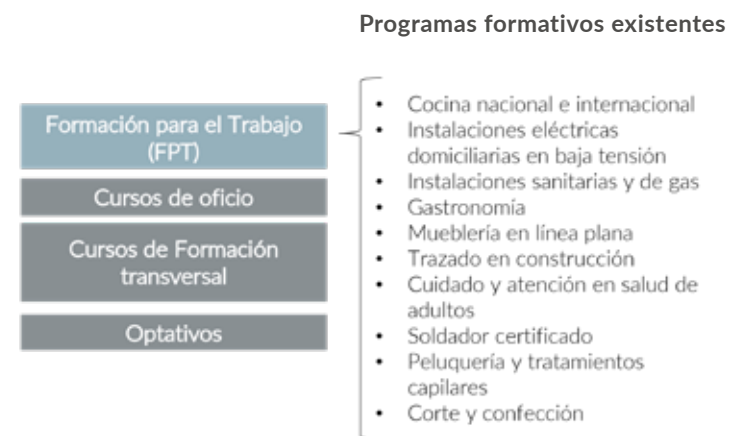 Programas formativos existentes
Formación para el Trabajo
(FPT)
Cursos de oficio
Cursos de Formación
transversal
Optativos
• Cocina nacional e internacional
• Instalaciones eléctricas
domiciliarias en baja tensión
• Instalaciones sanitarias y de gas
• Gastronomía
• Mueblería en línea plana
• Trazado en construcción
• Cuidado y atención en salud de
adultos
• Soldador certificado
• Peluquería y tratamientos
capilares
• Corte y confección